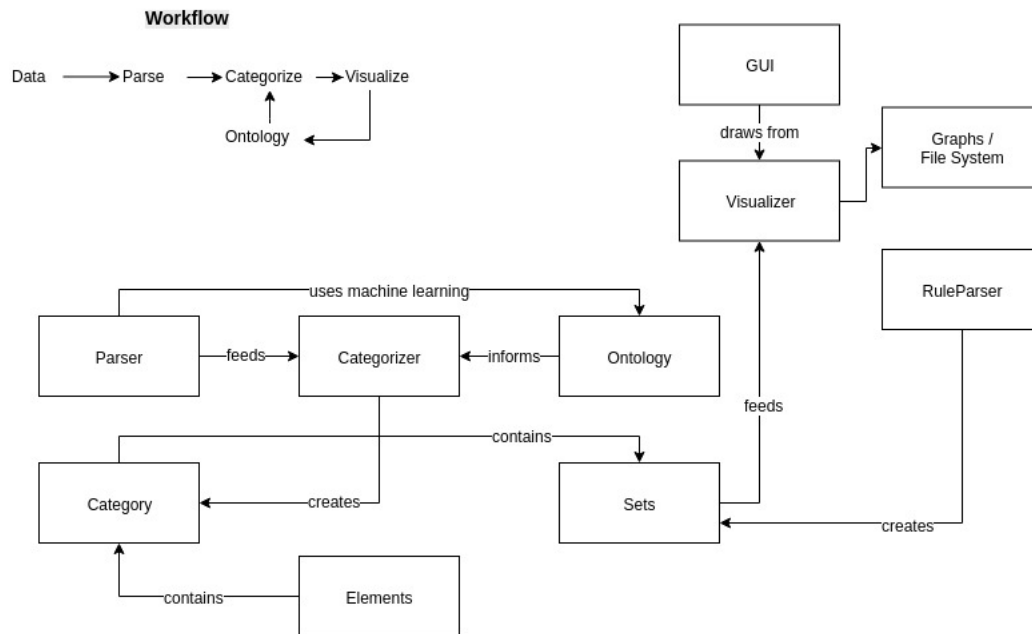 Workflow
Data
Parse
Categorize
Visualize
Ontology
GUI
draws from
Graphs /
File System
Visualizer
RuleParser
uses machine learning
Parser
feeds
Categorizer
informs
Ontology
feeds
contains
Category
creates
Sets
creates
contains
Elements